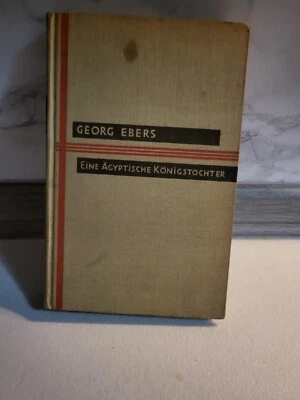 GEORG EBERS
EINE ÄGYPTISCHE KÖNIGSTOCHTER